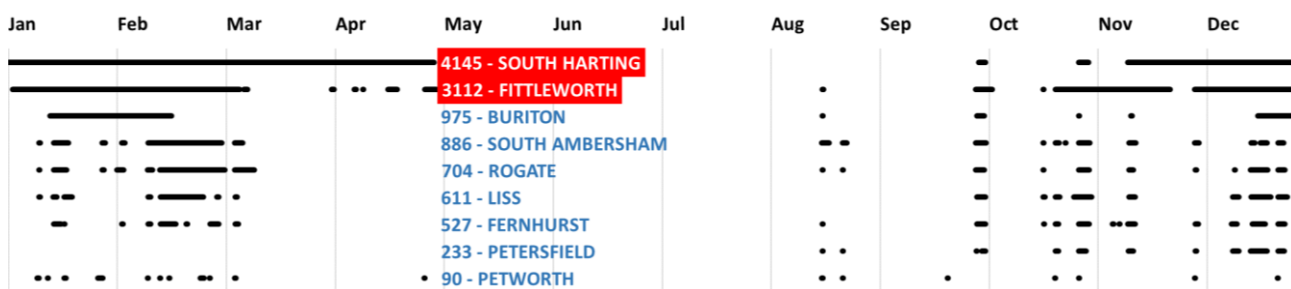 Jan Feb Mar Apr May Jun Jul Aug Sep Oct Nov Dec
4145 - SOUTH HARTING
3112 - FITTLEWORTH
975 - BURITON
886 - SOUTH AMBERSHAM
704 - ROGATE
611 - LISS
527 - FERNHURST
233 - PETERSFIELD
90 - PETWORTH